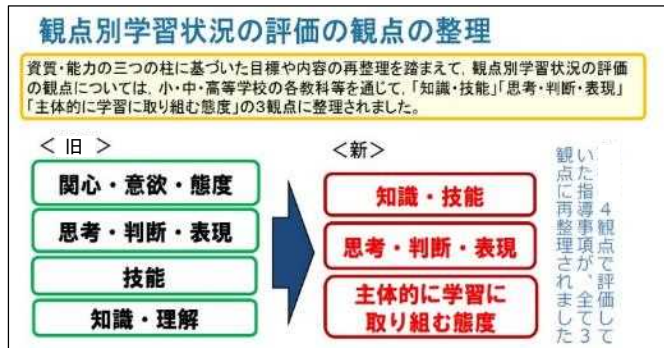 観点別学習状況の評価の観点の整理
資質・能力の三つの柱に基づいた目標や内容の再整理を踏まえて、観点別学習状況の評価
の観点については、小・中・高等学校の各教科等を通じて、「知識・技能」「思考・判断・表現」
「主体的に学習に取り組む態度」の3観点に整理されました。
＜ 旧 ＞
関心・意欲・態度
思考・判断・表現
技能
知識・理解
＜新＞
知識・技能
思考・判断・表現
主体的に学習に
取り組む態度
4観点で評価して
いた指導事項が、全て3
観点に再整理されました